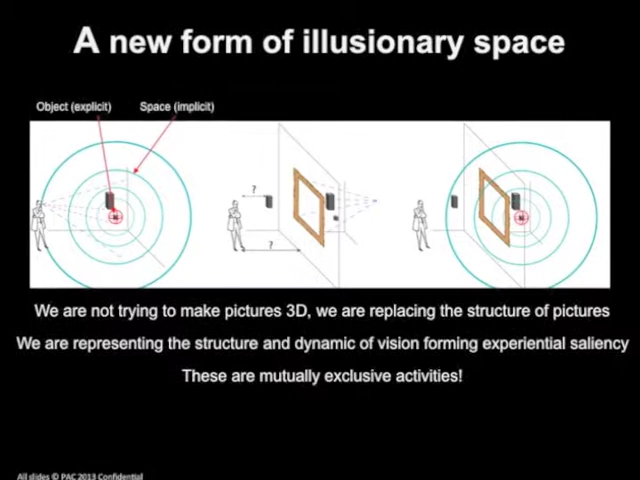 A new form of illusionary space
Object (explicit) Space (implicit)
?
?
We are not trying to make pictures 3D, we are replacing the structure of pictures
We are representing the structure and dynamic of vision forming experiential saliency
These are mutually exclusive activities!
All slides © PAC 2013 Confidential